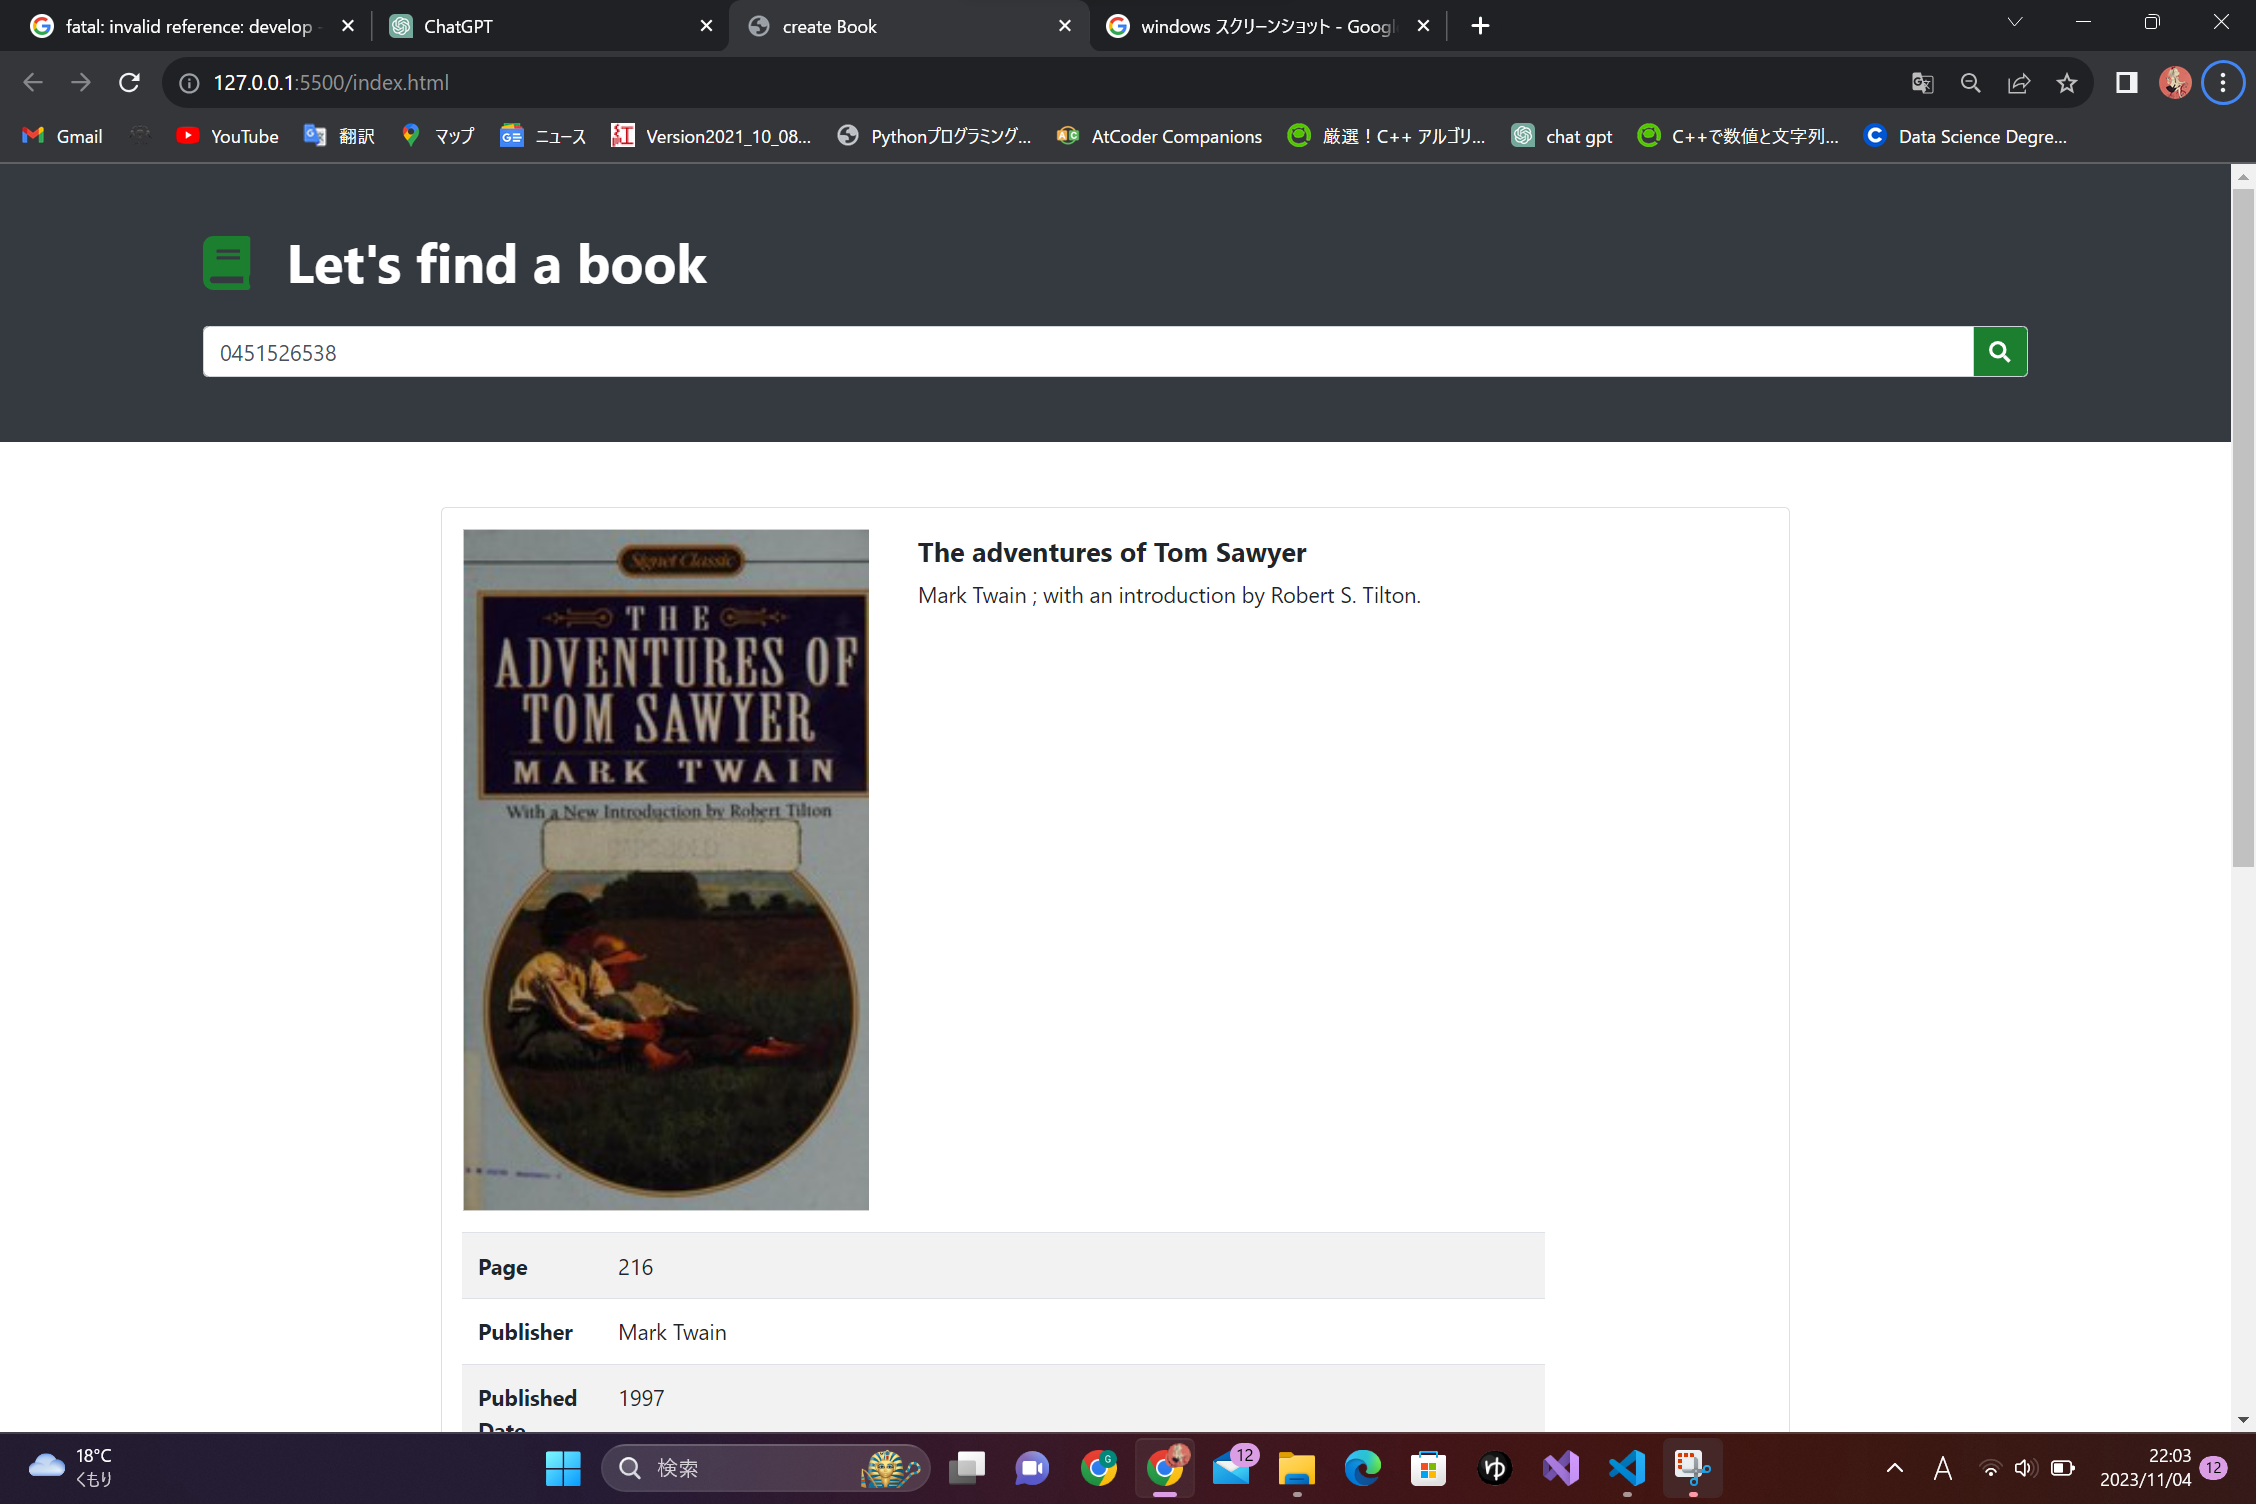 fatal: invalid reference: develop
ChatGPT
create Book
windows スクリーンショット - Googl
127.0.0.1:5500/index.html
Gmail
YouTube
翻訳
マップ
ニュース
Version2021_10_08...
Pythonプログラミング...
AtCoder Companions
厳選！C++ アルゴリ...
chat gpt
C++で数値と文字列...
Data Science Degre...
Let's find a book
0451526538
Signet Classic
THE
ADVENTURES OF
TOM SAWYER
MARK TWAIN
With a New Introduction by Robert Tilton
The adventures of Tom Sawyer
Mark Twain ; with an introduction by Robert S. Tilton.
Page 216
Publisher Mark Twain
Published 1997
Date
18°C
くもり
検索
12
ゆ
A
22:03
2023/11/04
12